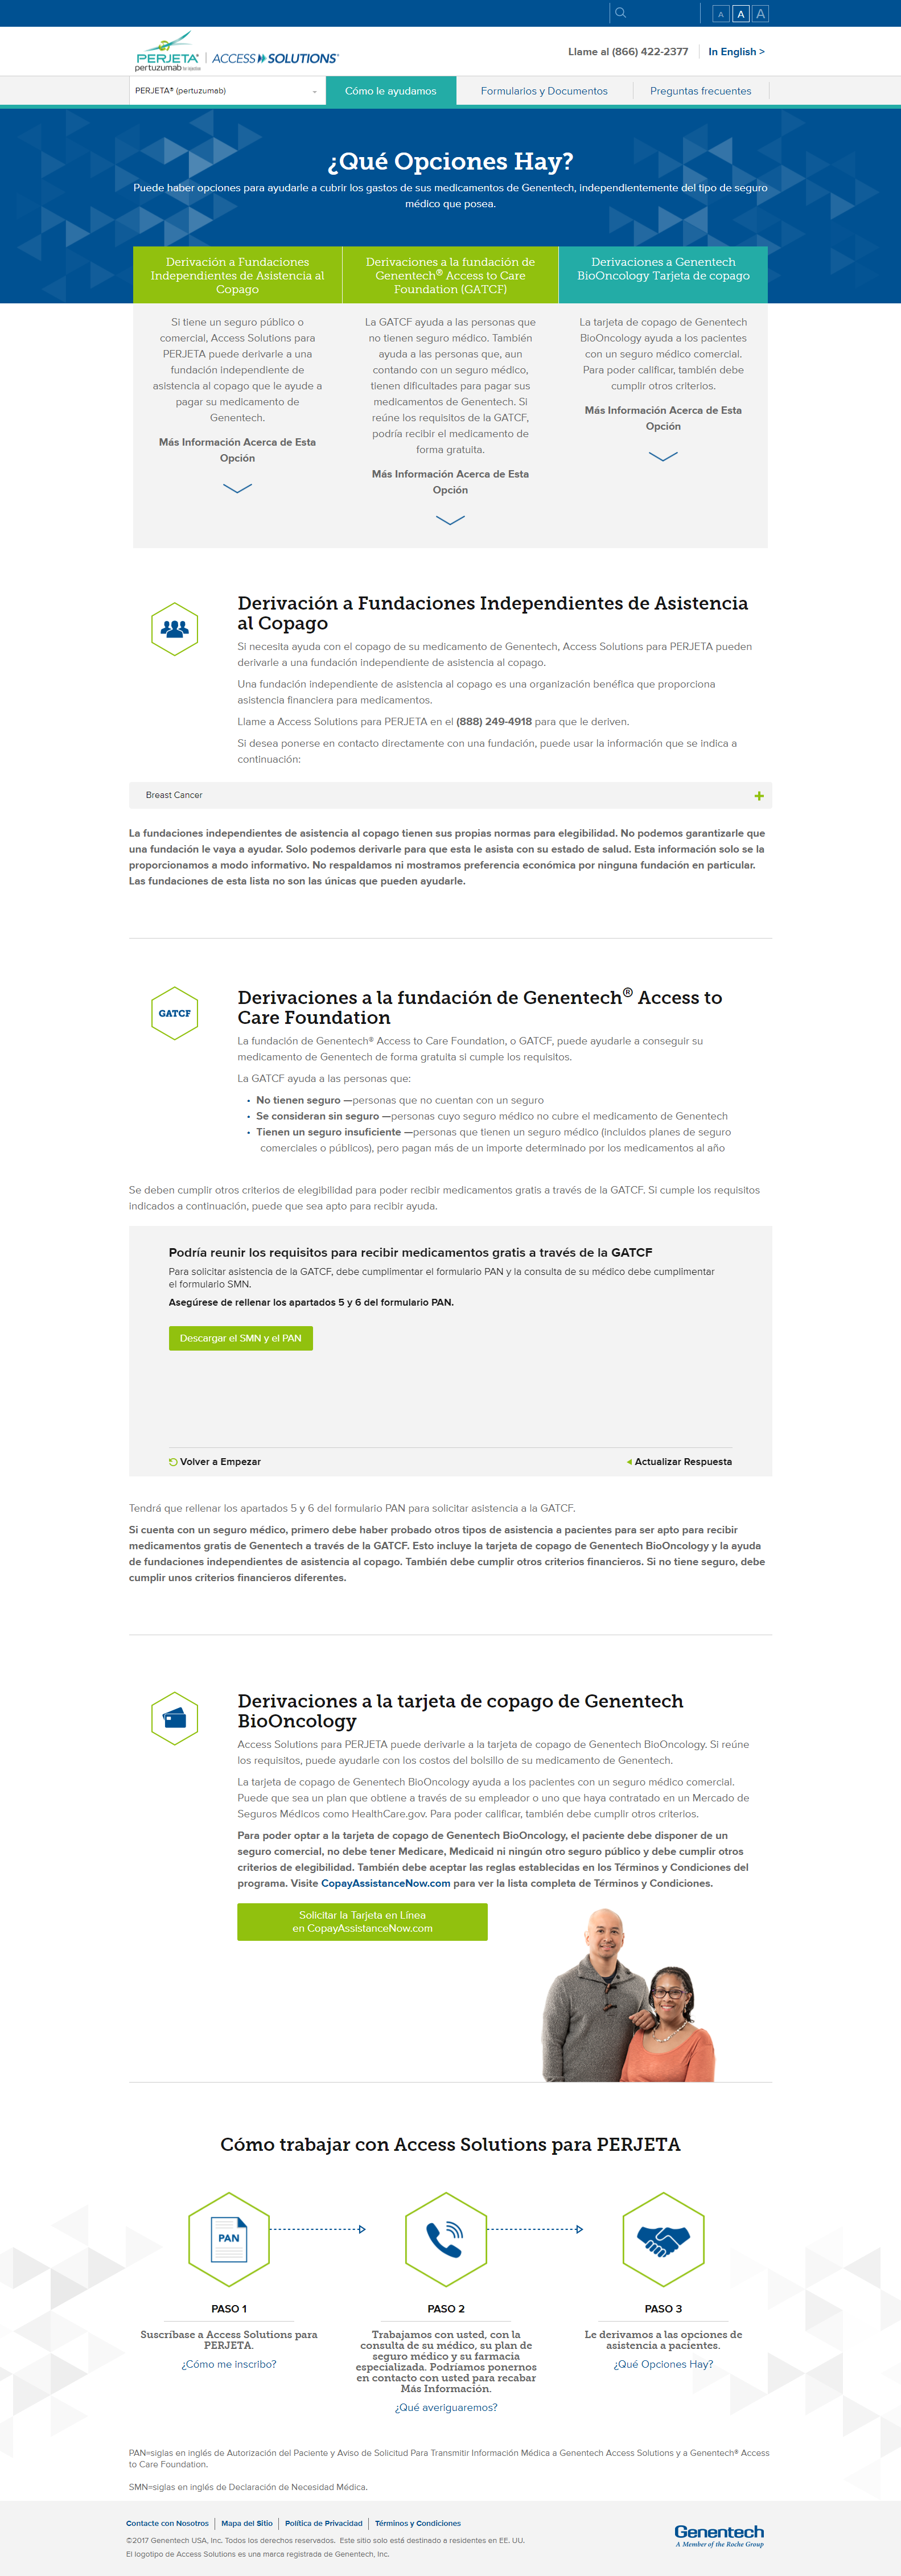 A A A
PERJETA®
pertuzumab
ACCESS SOLUTIONS®
Llame al (866) 422-2377
In English >
PERJETA® (pertuzumab)
Cómo le ayudamos
Formularios y Documentos
Preguntas frecuentes
¿Qué Opciones Hay?
Puede haber opciones para ayudarle a cubrir los gastos de sus medicamentos de Genentech, independientemente del tipo de seguro
médico que posea.
Derivación a Fundaciones
Independientes de Asistencia al
Copago
Si tiene un seguro público o
comercial, Access Solutions para
PERJETA puede derivarle a una
fundación independiente de
asistencia al copago que le ayude a
pagar su medicamento de
Genentech.
Más Información Acerca de Esta
Opción
Derivaciones a la fundación de
Genentech® Access to Care
Foundation (GATCF)
La GATCF ayuda a las personas que
no tienen seguro médico. También
ayuda a las personas que, aun
contando con un seguro médico,
tienen dificultades para pagar sus
medicamentos de Genentech. Si
reúne los requisitos de la GATCF,
podría recibir el medicamento de
forma gratuita.
Más Información Acerca de Esta
Opción
Derivaciones a Genentech
BioOncology Tarjeta de copago
La tarjeta de copago de Genentech
BioOncology ayuda a los pacientes
con un seguro médico comercial.
Para poder calificar, también debe
cumplir otros criterios.
Más Información Acerca de Esta
Opción
Derivación a Fundaciones Independientes de Asistencia
al Copago
Si necesita ayuda con el copago de su medicamento de Genentech, Access Solutions para PERJETA pueden
derivarle a una fundación independiente de asistencia al copago.
Una fundación independiente de asistencia al copago es una organización benéfica que proporciona
asistencia financiera para medicamentos.
Llame a Access Solutions para PERJETA en el (888) 249-4918 para que le deriven.
Si desea ponerse en contacto directamente con una fundación, puede usar la información que se indica a
continuación:
Breast Cancer
La fundaciones independientes de asistencia al copago tienen sus propias normas para elegibilidad. No podemos garantizarle que
una fundación le vaya a ayudar. Solo podemos derivarle para que esta le asista con su estado de salud. Esta información solo se la
proporcionamos a modo informativo. No respaldamos ni mostramos preferencia económica por ninguna fundación en particular.
Las fundaciones de esta lista no son las únicas que pueden ayudarle.
GATCF
Derivaciones a la fundación de Genentech® Access to
Care Foundation
La fundación de Genentech® Access to Care Foundation, o GATCF, puede ayudarle a conseguir su
medicamento de Genentech de forma gratuita si cumple los requisitos.
La GATCF ayuda a las personas que:
• No tienen seguro —personas que no cuentan con un seguro
• Se consideran sin seguro —personas cuyo seguro médico no cubre el medicamento de Genentech
• Tienen un seguro insuficiente —personas que tienen un seguro médico (incluidos planes de seguro
comerciales o públicos), pero pagan más de un importe determinado por los medicamentos al año
Se deben cumplir otros criterios de elegibilidad para poder recibir medicamentos gratis a través de la GATCF. Si cumple los requisitos
indicados a continuación, puede que sea apto para recibir ayuda.
Podría reunir los requisitos para recibir medicamentos gratis a través de la GATCF
Para solicitar asistencia de la GATCF, debe cumplimentar el formulario PAN y la consulta de su médico debe cumplimentar
el formulario SMN.
Asegúrese de rellenar los apartados 5 y 6 del formulario PAN.
Descargar el SMN y el PAN
Volver a Empezar
Actualizar Respuesta
Tendrá que rellenar los apartados 5 y 6 del formulario PAN para solicitar asistencia a la GATCF.
Si cuenta con un seguro médico, primero debe haber probado otros tipos de asistencia a pacientes para ser apto para recibir
medicamentos gratis de Genentech a través de la GATCF. Esto incluye la tarjeta de copago de Genentech BioOncology y la ayuda
de fundaciones independientes de asistencia al copago. También debe cumplir otros criterios financieros. Si no tiene seguro, debe
cumplir unos criterios financieros diferentes.
Derivaciones a la tarjeta de copago de Genentech
BioOncology
Access Solutions para PERJETA puede derivarle a la tarjeta de copago de Genentech BioOncology. Si reúne
los requisitos, puede ayudarle con los costos del bolsillo de su medicamento de Genentech.
La tarjeta de copago de Genentech BioOncology ayuda a los pacientes con un seguro médico comercial.
Puede que sea un plan que obtiene a través de su empleador o uno que haya contratado en un Mercado de
Seguros Médicos como HealthCare.gov. Para poder calificar, también debe cumplir otros criterios.
Para poder optar a la tarjeta de copago de Genentech BioOncology, el paciente debe disponer de un
seguro comercial, no debe tener Medicare, Medicaid ni ningún otro seguro público y debe cumplir otros
criterios de elegibilidad. También debe aceptar las reglas establecidas en los Términos y Condiciones del
programa. Visite CopayAssistanceNow.com para ver la lista completa de Términos y Condiciones.
Solicitar la Tarjeta en Línea
en CopayAssistanceNow.com
Cómo trabajar con Access Solutions para PERJETA
PAN
PASO 1
Suscríbase a Access Solutions para
PERJETA.
¿Cómo me inscribo?
PASO 2
Trabajamos con usted, con la
consulta de su médico, su plan de
seguro médico y su farmacia
especializada. Podríamos ponernos
en contacto con usted para recabar
Más Información.
¿Qué averiguaremos?
PASO 3
Le derivamos a las opciones de
asistencia a pacientes.
¿Qué Opciones Hay?
PAN=siglas en inglés de Autorización del Paciente y Aviso de Solicitud Para Transmitir Información Médica a Genentech Access Solutions y a Genentech® Access
to Care Foundation.
SMN=siglas en inglés de Declaración de Necesidad Médica.
Contacte con Nosotros
Mapa del Sitio
Política de Privacidad
Términos y Condiciones
©2017 Genentech USA, Inc. Todos los derechos reservados. Este sitio solo está destinado a residentes en EE. UU.
El logotipo de Access Solutions es una marca registrada de Genentech, Inc.
Genentech
A Member of the Roche Group